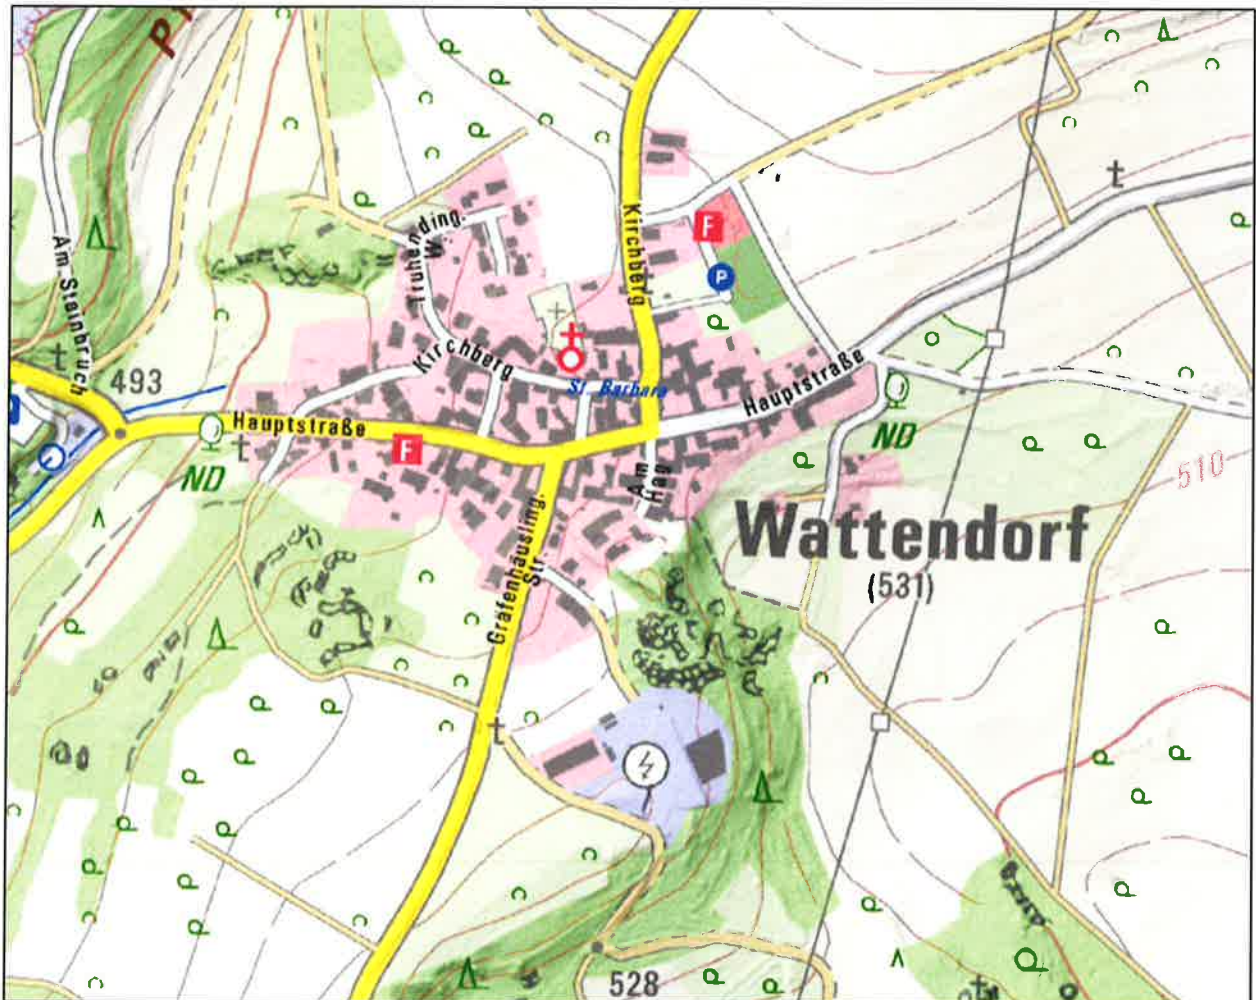 P
Am Steinbruch
493
Truhending.
W.
Kirchberg
F
P
Kirchberg
St. Barbara
Hauptstraße
Hauptstraße
F
ND
ND
Am
Hag
510
Wattendorf
(531)
Gräfenhäusling.
Str.
528